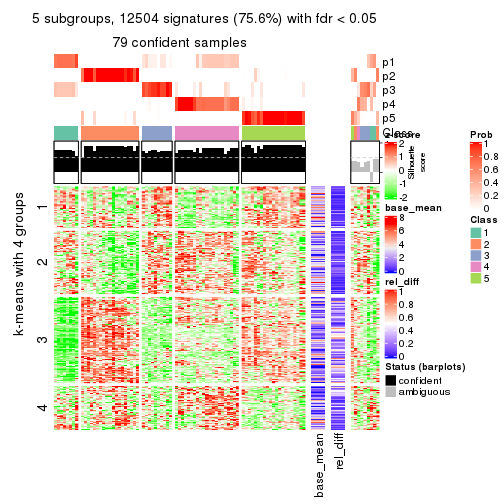 5 subgroups, 12504 signatures (75.6%) with fdr < 0.05
79 confident samples
p1
p2
p3
p4
p5
Class
Silhouette
score
k-means with 4 groups
1
2
3
4
base_mean
rel_diff
z-score
2
1
0
-1
-2
base_mean
8
6
4
2
0
rel_diff
1
0.8
0.6
0.4
0.2
0
Status (barplots)
confident
ambiguous
Prob
1
0.8
0.6
0.4
0.2
0
Class
1
2
3
4
5